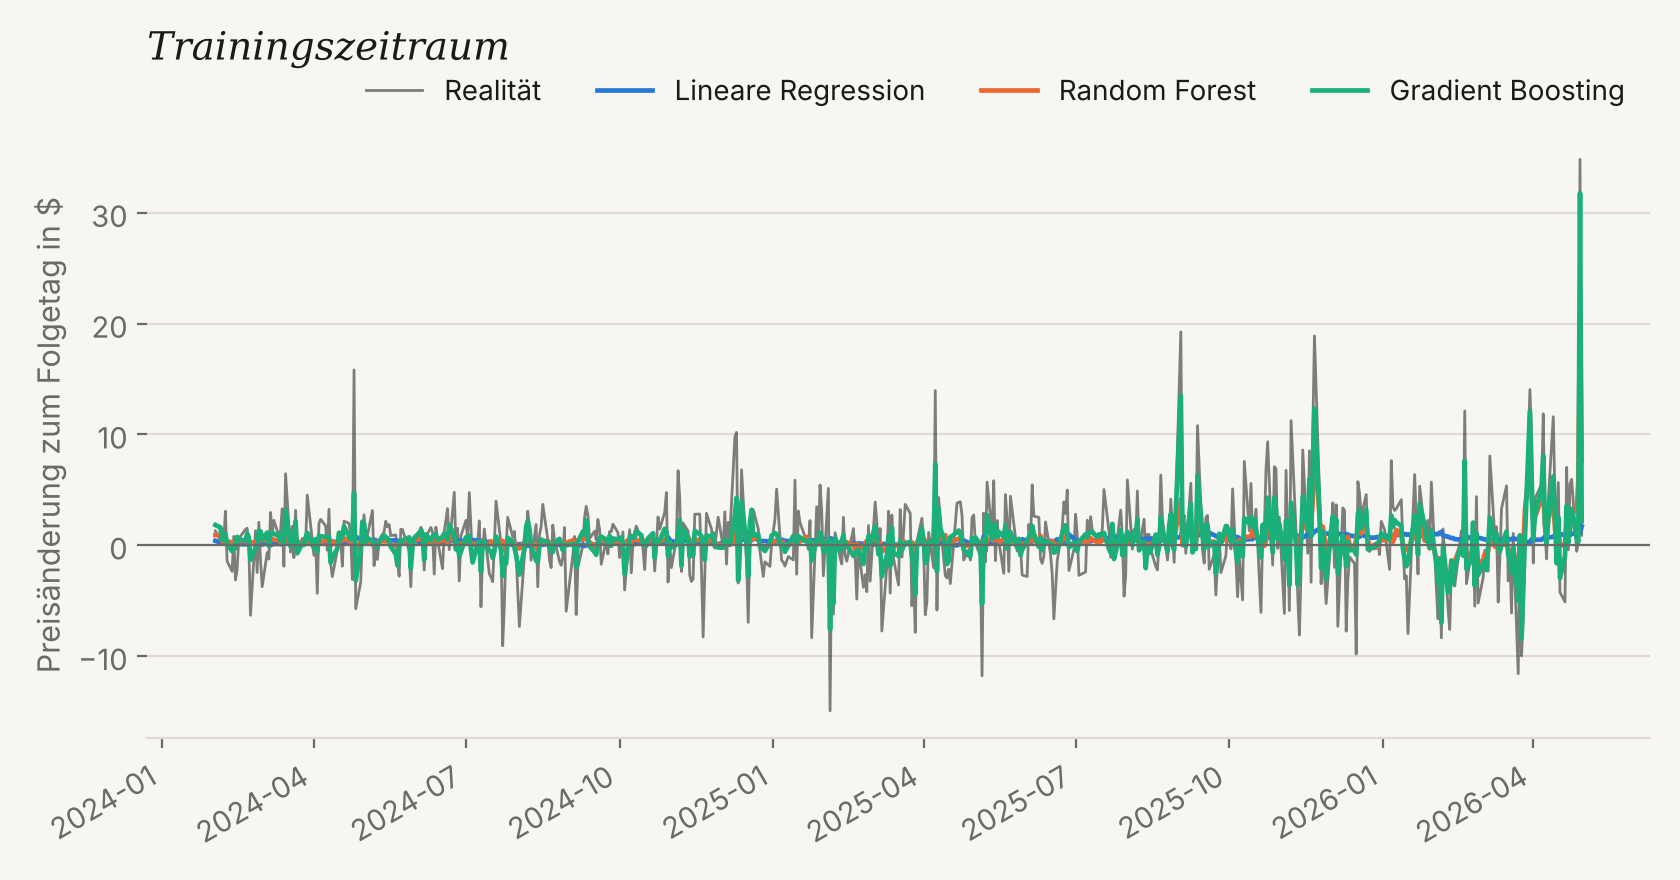 Trainingszeitraum
Realität Lineare Regression Random Forest Gradient Boosting
Preisänderung zum Folgetag in $
30
20
10
0
−10
2024-01 2024-04 2024-07 2024-10 2025-01 2025-04 2025-07 2025-10 2026-01 2026-04